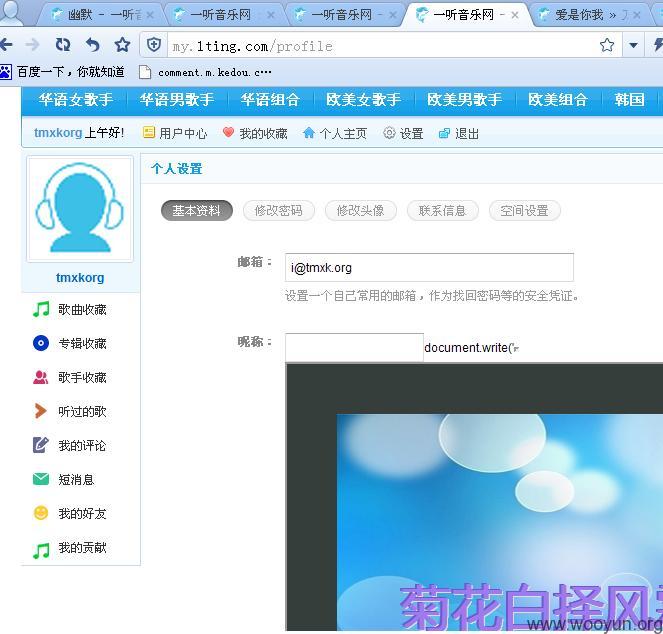 幽默 - 一听音
一听音乐网
一听音乐网 -
一听音乐网 -
爱是你我 »
my.1ting.com/profile
百度一下，你就知道 comment.m.kedou.c…
华语女歌手 华语男歌手 华语组合 欧美女歌手 欧美男歌手 欧美组合 韩国
tmxkorg 上午好! 用户中心 我的收藏 个人主页 设置 退出
个人设置
基本资料 修改密码 修改头像 联系信息 空间设置
邮箱： i@tmxk.org
设置一个自己常用的邮箱，作为找回密码等的安全凭证。
tmxkorg
昵称： document.write('
歌曲收藏
专辑收藏
歌手收藏
听过的歌
我的评论
短消息
我的好友
我的贡献
菊花白择风
www.wooyun.org